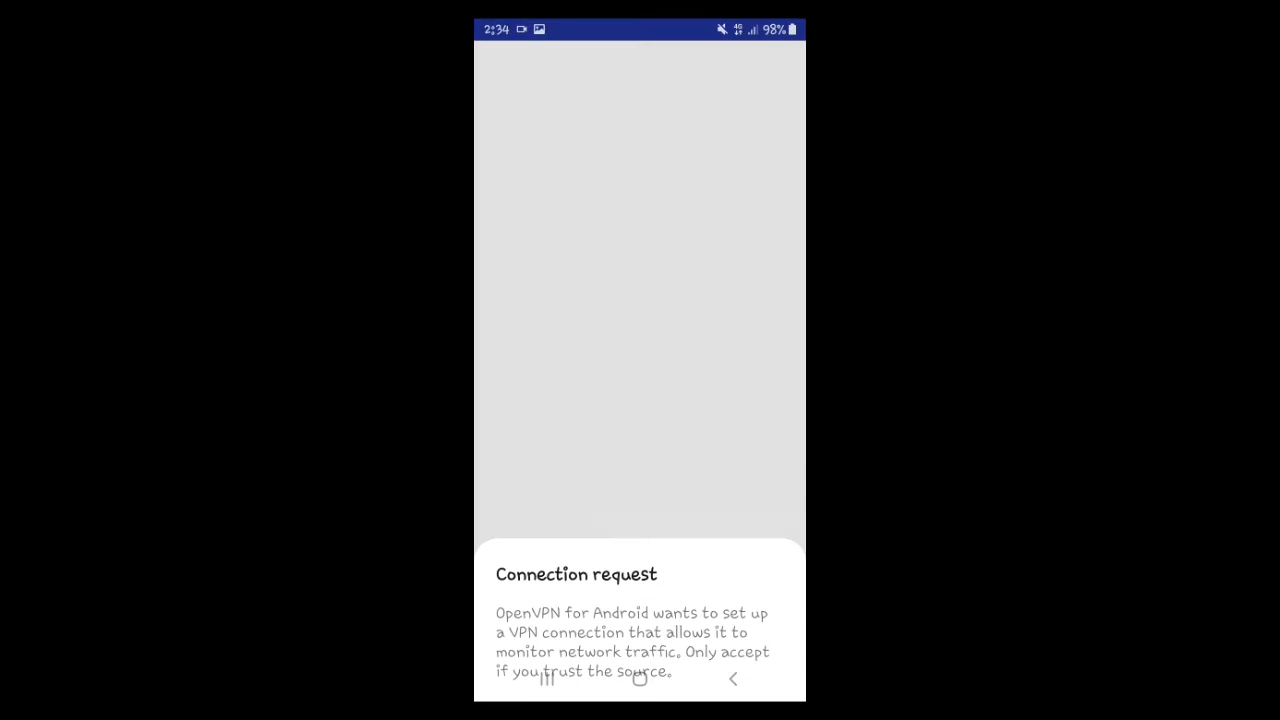 2:34 4G 98%
Connection request
OpenVPN for Android wants to set up
a VPN connection that allows it to
monitor network traffic. Only accept
if you trust the source.